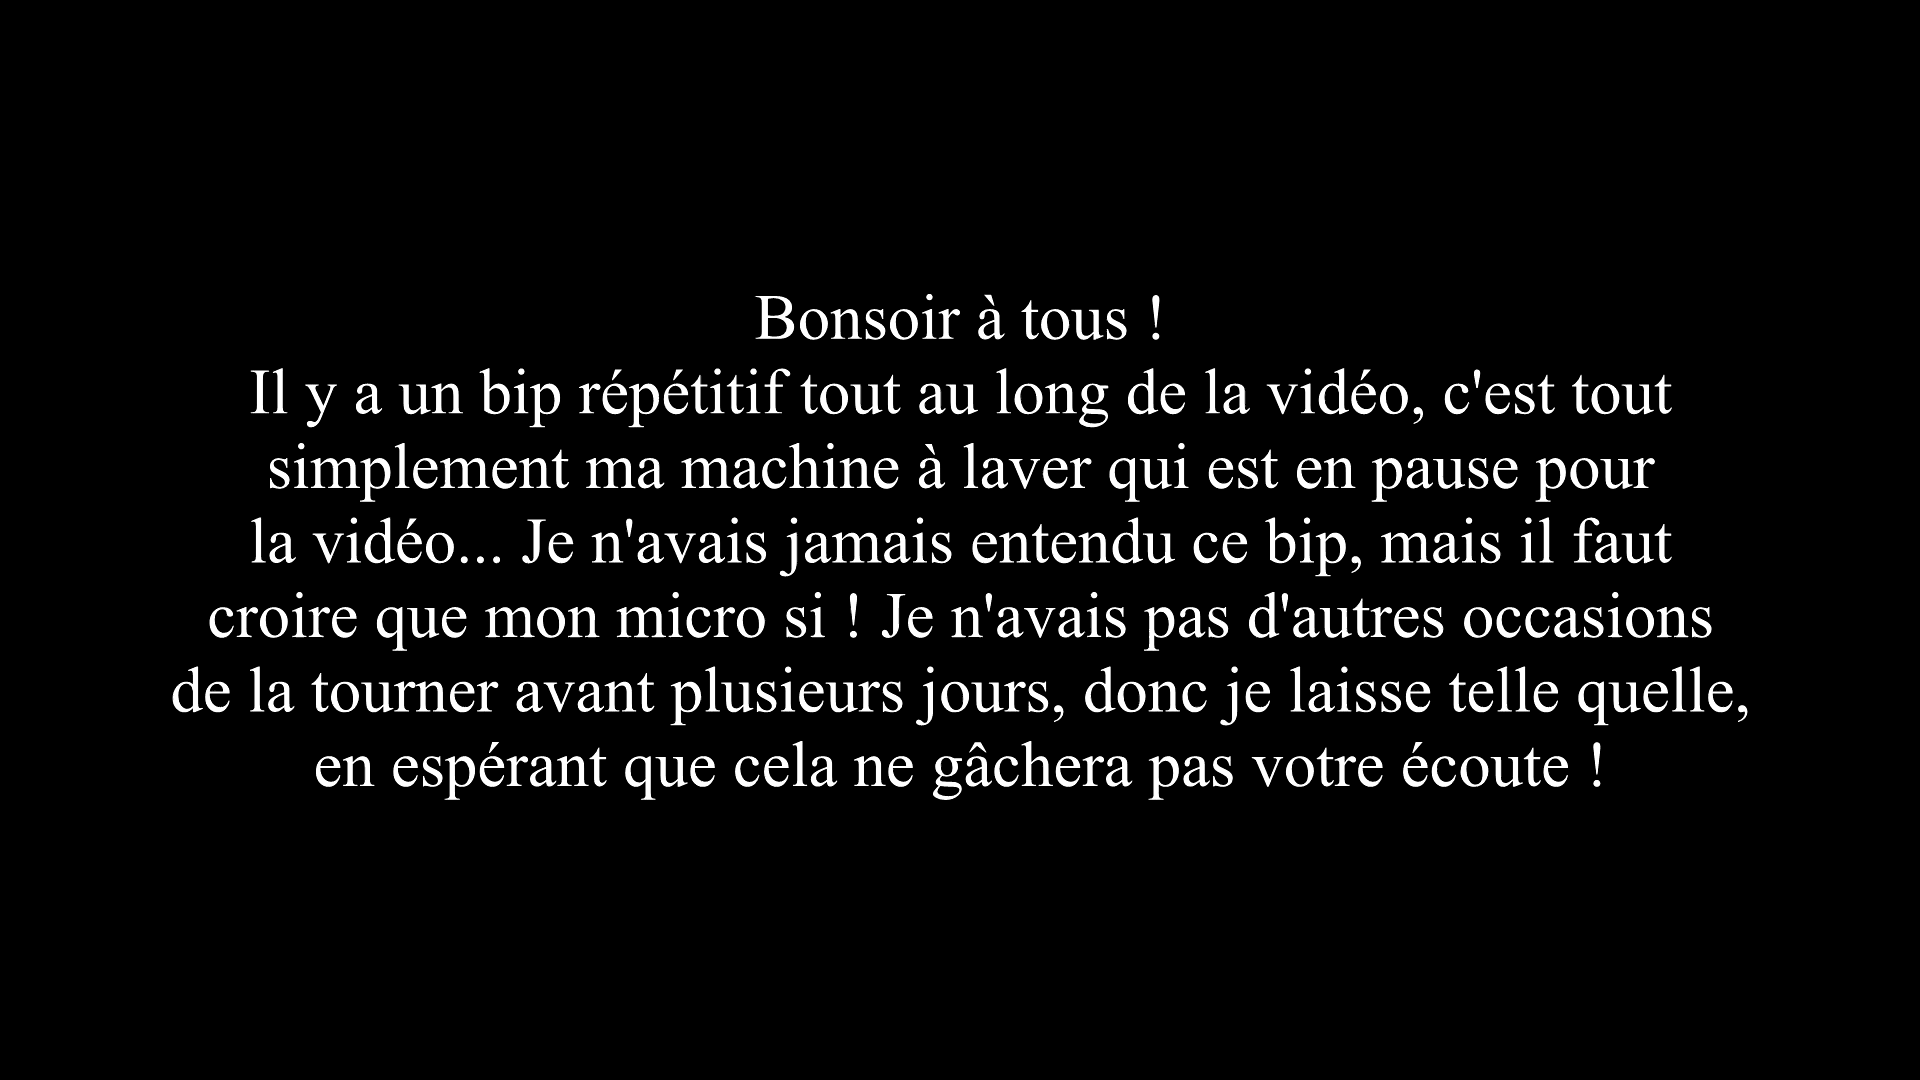 Bonsoir à tous !
Il y a un bip répétitif tout au long de la vidéo, c'est tout
simplement ma machine à laver qui est en pause pour
la vidéo... Je n'avais jamais entendu ce bip, mais il faut
croire que mon micro si ! Je n'avais pas d'autres occasions
de la tourner avant plusieurs jours, donc je laisse telle quelle,
en espérant que cela ne gâchera pas votre écoute !